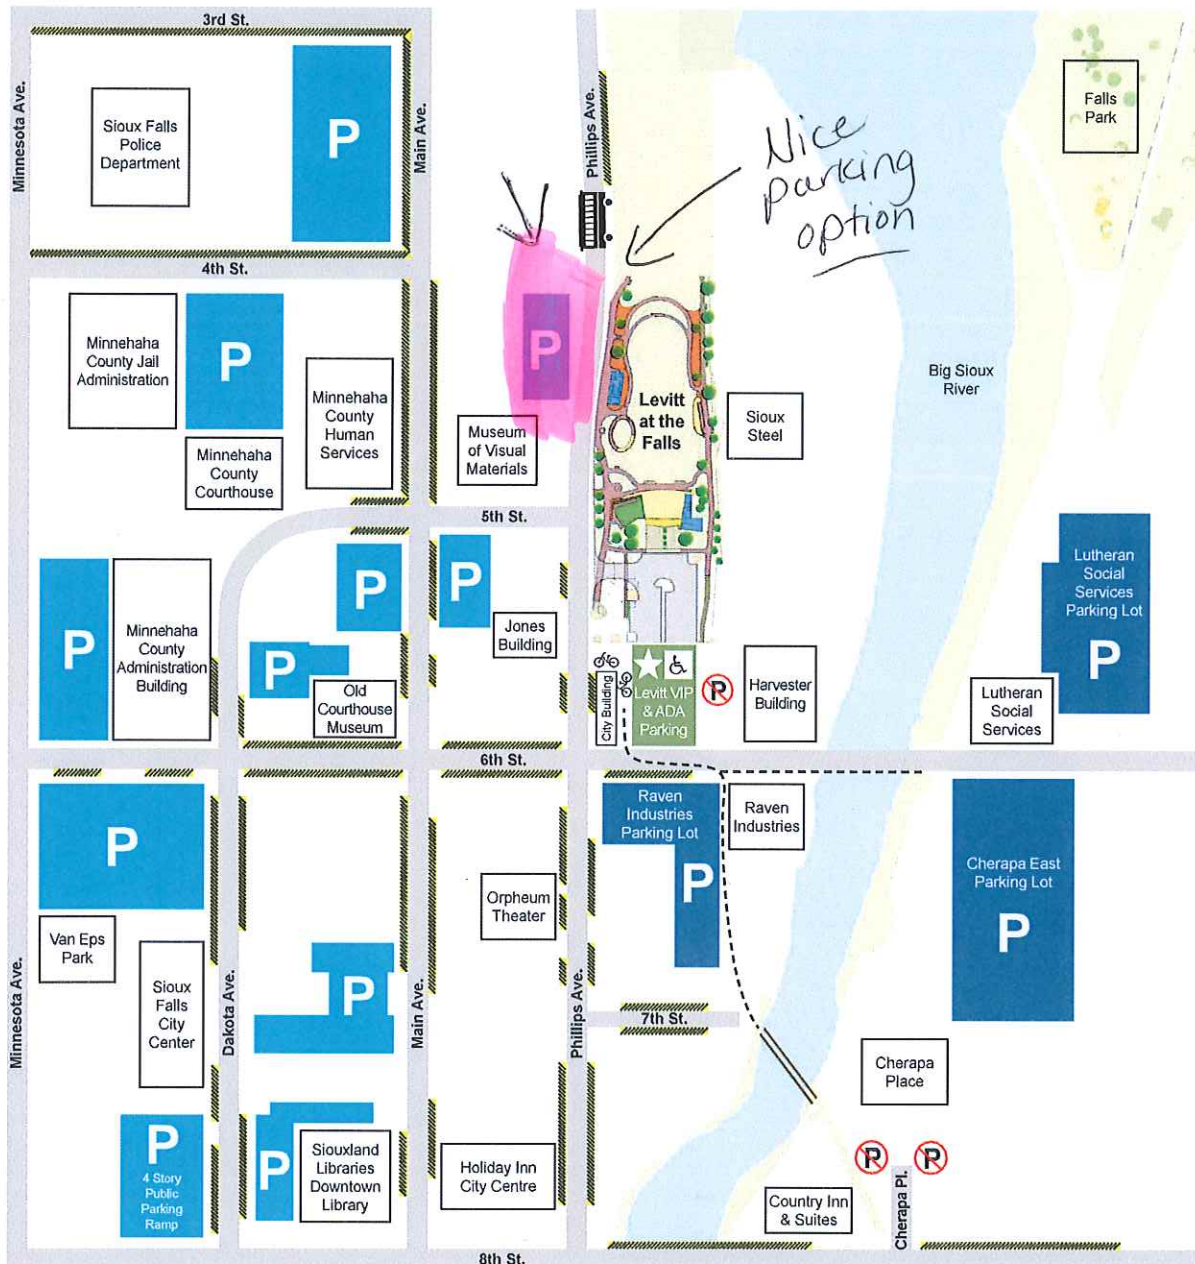 3rd St.
Minnesota Ave.
Main Ave.
Phillips Ave.
Sioux Falls
Police
Department
P
Nice
parking
option
Falls
Park
4th St.
Minnehaha
County Jail
Administration
P
Minnehaha
County
Courthouse
Minnehaha
County
Human
Services
P
Museum
of Visual
Materials
Levitt
at the
Falls
Sioux
Steel
Big Sioux
River
5th St.
P
Minnehaha
County
Administration
Building
P
P
Old
Courthouse
Museum
P
Jones
Building
City Building
Levitt VIP
& ADA
Parking
P
Harvester
Building
Lutheran
Social
Services
Parking Lot
P
Lutheran
Social
Services
6th St.
P
Van Eps
Park
Sioux
Falls
City
Center
Minnesota Ave.
Dakota Ave.
Main Ave.
Phillips Ave.
P
Orpheum
Theater
Raven
Industries
Parking Lot
P
Raven
Industries
Cherapa East
Parking Lot
P
7th St.
Cherapa
Place
P
4 Story
Public
Parking
Ramp
P
Siouxland
Libraries
Downtown
Library
Holiday Inn
City Centre
Country Inn
& Suites
P
P
Cherapa Pl.
8th St.